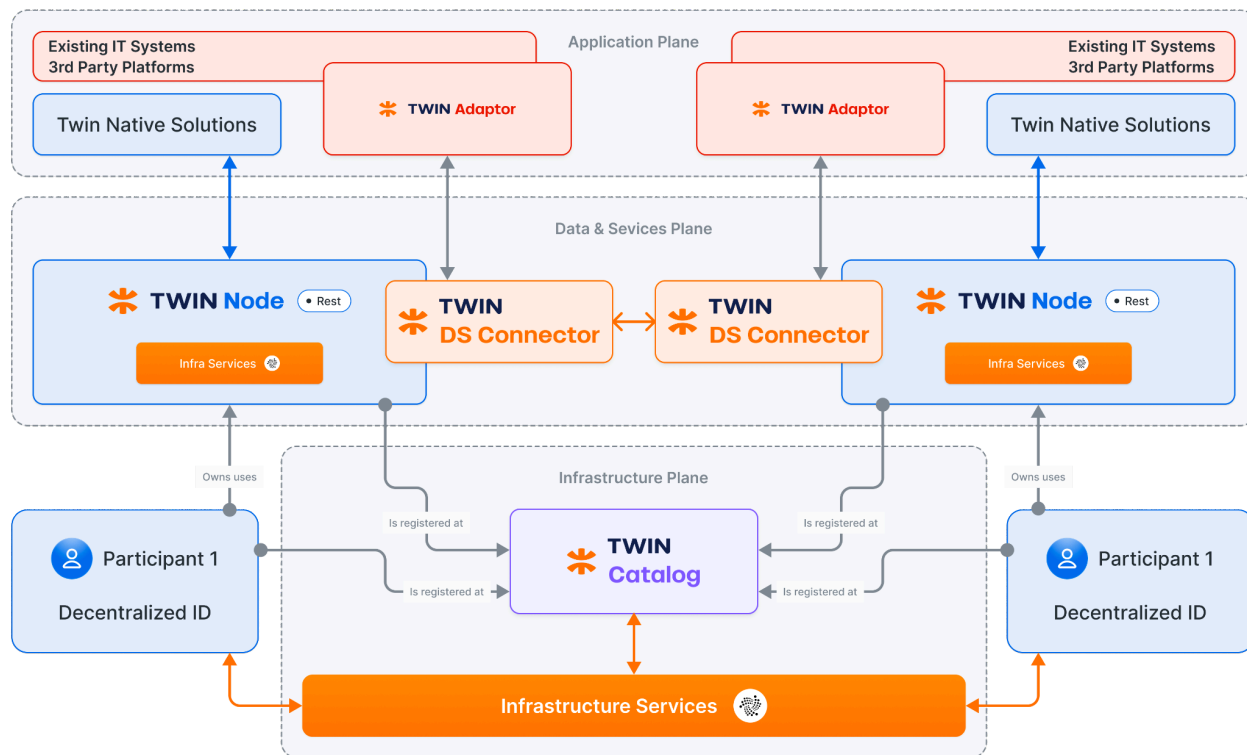 Application Plane
Existing IT Systems
3rd Party Platforms
TWIN Adaptor
Twin Native Solutions
Existing IT Systems
3rd Party Platforms
TWIN Adaptor
Twin Native Solutions
Data & Sevices Plane
TWIN Node
Rest
Infra Services
TWIN
DS Connector
TWIN
DS Connector
TWIN Node
Rest
Infra Services
Owns uses
Owns uses
Infrastructure Plane
Is registered at
Is registered at
Is registered at
Is registered at
TWIN
Catalog
Participant 1
Decentralized ID
Participant 1
Decentralized ID
Infrastructure Services